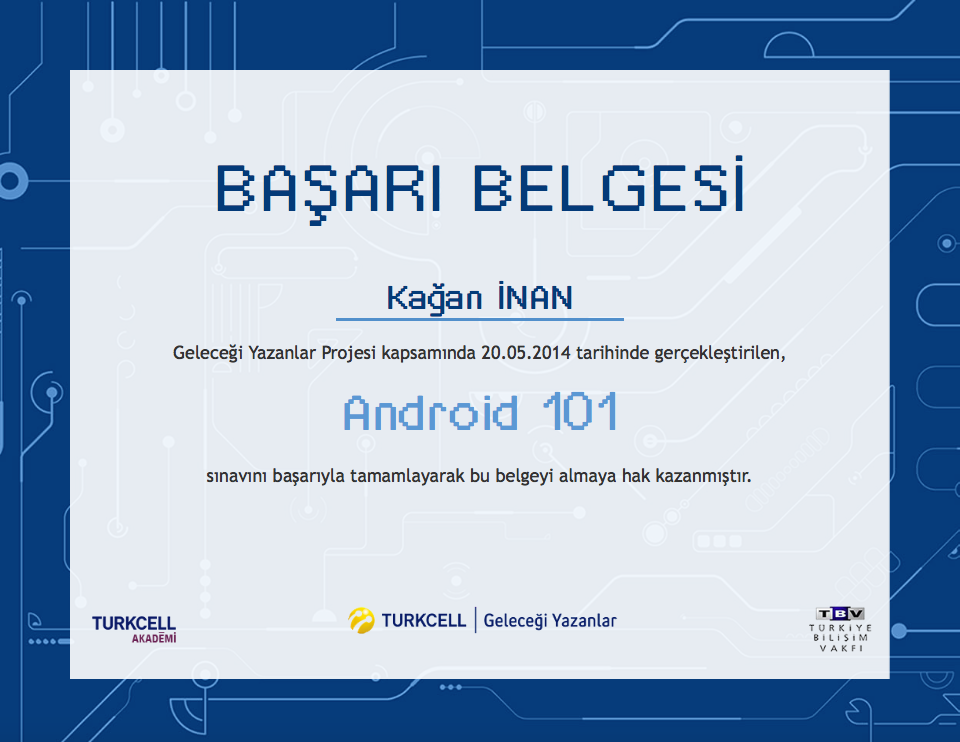 BAŞARI BELGESİ
Kağan İNAN
Geleceği Yazanlar Projesi kapsamında 20.05.2014 tarihinde gerçekleştirilen,
Android 101
sınavını başarıyla tamamlayarak bu belgeyi almaya hak kazanmıştır.
TURKCELL
AKADEMİ
TURKCELL | Geleceği Yazanlar
TBV
TÜRKİYE
BİLİŞİM
VAKFI